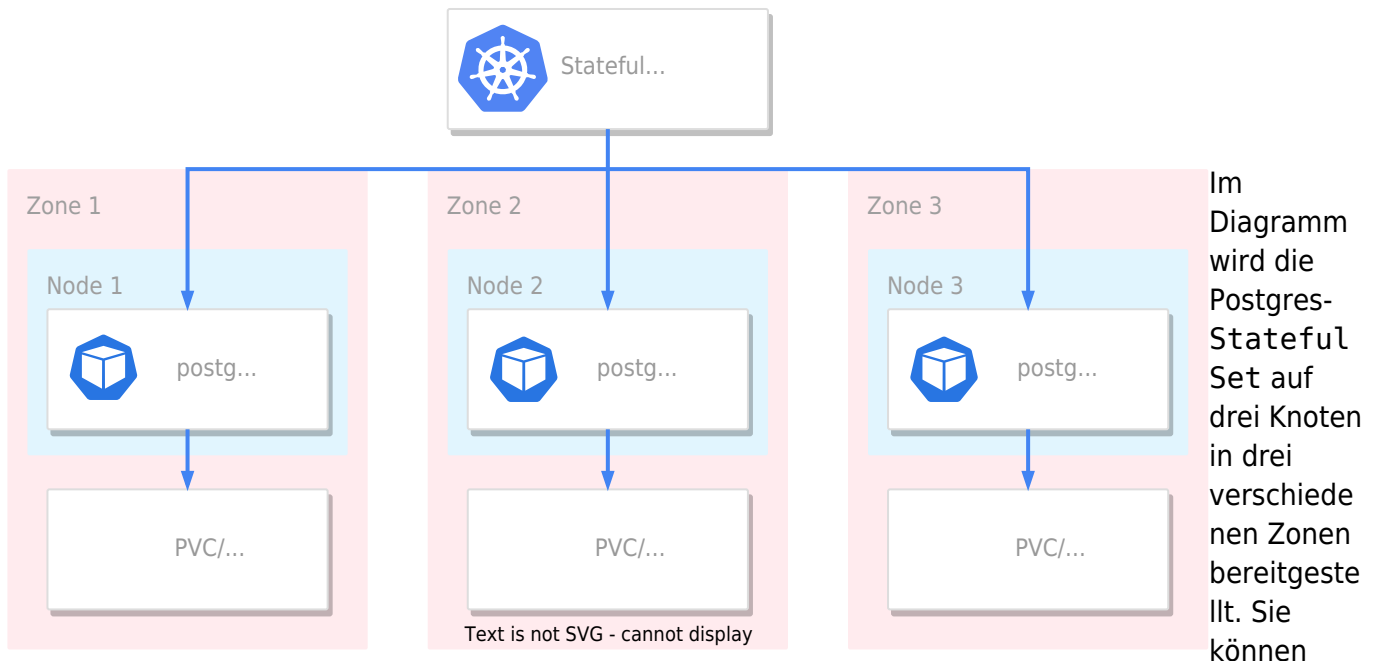 Stateful...
Zone 1
Zone 2
Zone 3
Node 1
Node 2
Node 3
postg...
postg...
postg...
PVC/...
PVC/...
PVC/...
Text is not SVG - cannot display
Im
Diagramm
wird die
Postgres-
Stateful
Set auf
drei Knoten
in drei
verschiede
nen Zonen
bereitgeste
llt. Sie
können